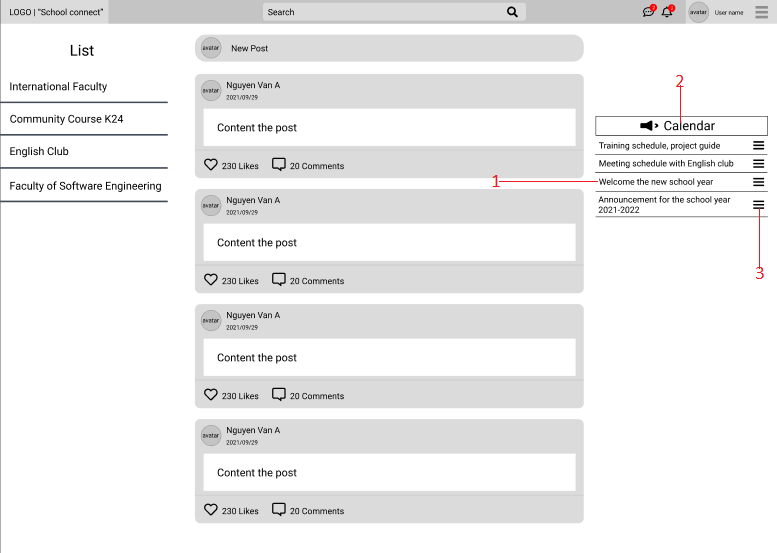 LOGO | "School connect"
Search
2
2
avatar
User name
List
International Faculty
Community Course K24
English Club
Faculty of Software Engineering
avatar
New Post
avatar
Nguyen Van A
2021/09/29
Content the post
230 Likes
20 Comments
avatar
Nguyen Van A
2021/09/29
Content the post
230 Likes
20 Comments
avatar
Nguyen Van A
2021/09/29
Content the post
230 Likes
20 Comments
avatar
Nguyen Van A
2021/09/29
Content the post
230 Likes
20 Comments
2
Calendar
Training schedule, project guide
Meeting schedule with English club
1
Welcome the new school year
Announcement for the school year
2021-2022
3